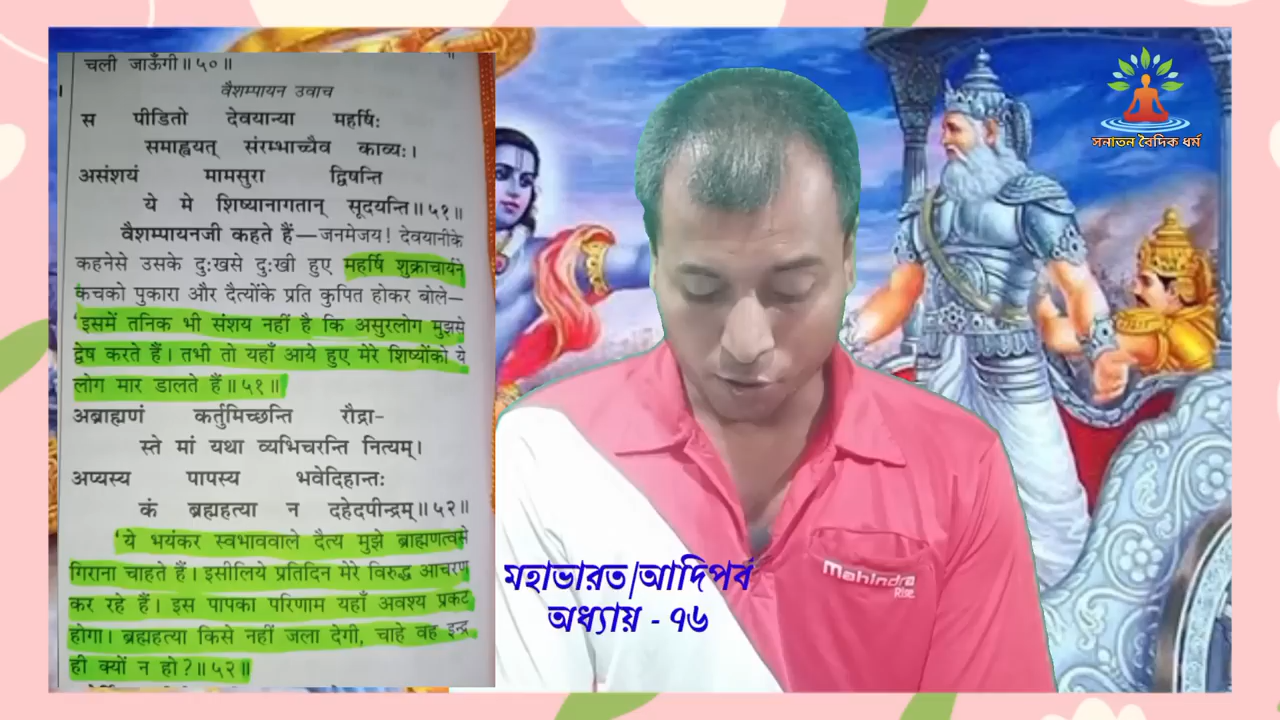 चली जाऊँगी॥५०॥
वैशम्पायन उवाच
स पीडितो देवयान्या महर्षिः
समाह्वयत् संरम्भाच्चैव काव्यः।
असंशयं मामसुरा द्विषन्ति
ये मे शिष्यानागतान् सूदयन्ति॥५१॥
वैशम्पायनजी कहते हैं—जनमेजय! देवयानीके
कहनेसे उसके दुःखसे दुःखी हुए महर्षि शुक्राचार्यने
कचको पुकारा और दैत्योंके प्रति कुपित होकर बोले—
'इसमें तनिक भी संशय नहीं है कि असुरलोग मुझसे
द्वेष करते हैं। तभी तो यहाँ आये हुए मेरे शिष्योंको ये
लोग मार डालते हैं॥५१॥
अब्राह्मणं कर्तुमिच्छन्ति रौद्रा-
स्ते मां यथा व्यभिचरन्ति नित्यम्।
अप्यस्य पापस्य भवेदिहान्तः
कं ब्रह्महत्या न दहेदपीन्द्रम्॥५२॥
'ये भयंकर स्वभाववाले दैत्य मुझे ब्राह्मणत्वसे
गिराना चाहते हैं। इसीलिये प्रतिदिन मेरे विरुद्ध आचरण
कर रहे हैं। इस पापका परिणाम यहाँ अवश्य प्रकट
होगा। ब्रह्महत्या किसे नहीं जला देगी, चाहे वह इन्द्र
ही क्यों न हो?॥५२॥
সনাতন বৈদিক ধর্ম
Mahindra
Rise.
মহাভারত/আদিপর্ব
অধ্যায় - ৭৬